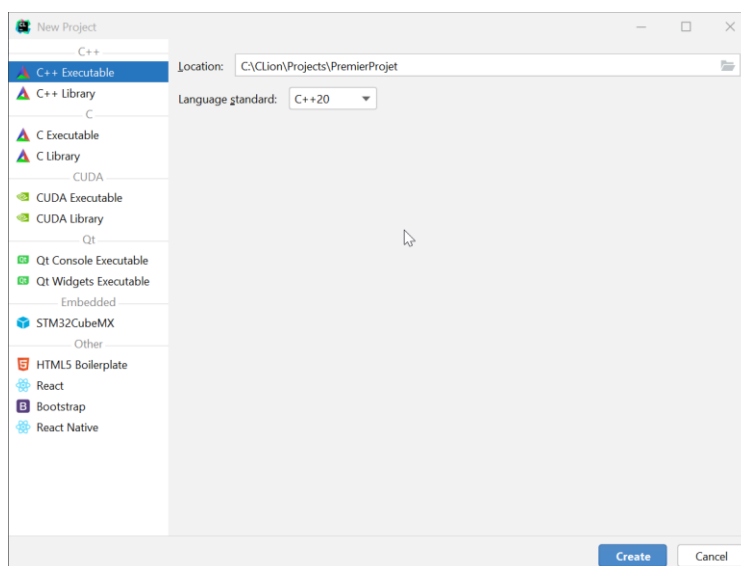 New Project
C++
C++ Executable
C++ Library
C
C Executable
C Library
CUDA
CUDA Executable
CUDA Library
Qt
Qt Console Executable
Qt Widgets Executable
Embedded
STM32CubeMX
Other
HTML5 Boilerplate
React
Bootstrap
React Native
Location: C:\CLion\Projects\PremierProjet
Language standard: C++20
Create Cancel